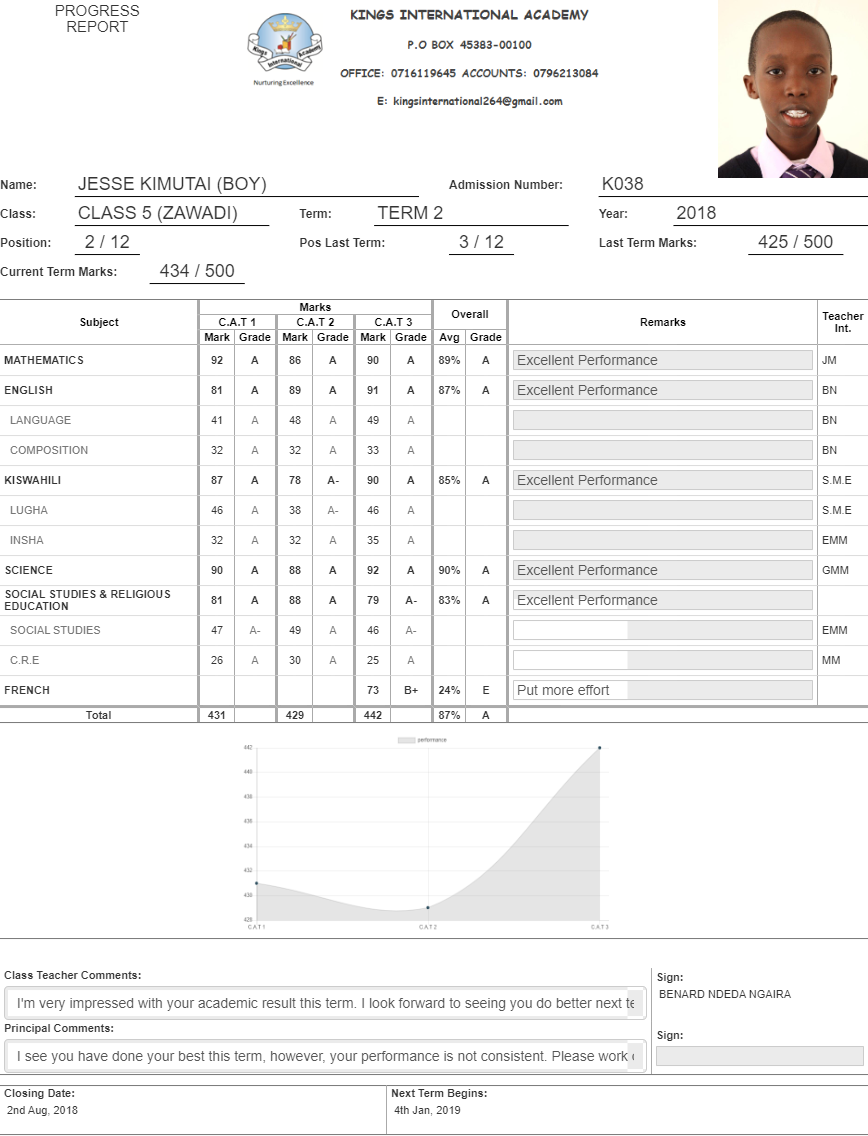 PROGRESS
REPORT
Kings International Academy
Nurturing Excellence
KINGS INTERNATIONAL ACADEMY
P.O BOX 45383-00100
OFFICE: 0716119645 ACCOUNTS: 0796213084
E: kingsinternational264@gmail.com
Name: JESSE KIMUTAI (BOY) Admission Number: K038
Class: CLASS 5 (ZAWADI) Term: TERM 2 Year: 2018
Position: 2 / 12 Pos Last Term: 3 / 12 Last Term Marks: 425 / 500
Current Term Marks: 434 / 500
Subject Marks Overall Remarks Teacher Int.
C.A.T 1 C.A.T 2 C.A.T 3
Mark Grade Mark Grade Mark Grade Avg Grade
MATHEMATICS 92 A 86 A 90 A 89% A Excellent Performance JM
ENGLISH 81 A 89 A 91 A 87% A Excellent Performance BN
LANGUAGE 41 A 48 A 49 A BN
COMPOSITION 32 A 32 A 33 A BN
KISWAHILI 87 A 78 A- 90 A 85% A Excellent Performance S.M.E
LUGHA 46 A 38 A- 46 A S.M.E
INSHA 32 A 32 A 35 A EMM
SCIENCE 90 A 88 A 92 A 90% A Excellent Performance GMM
SOCIAL STUDIES & RELIGIOUS
EDUCATION 81 A 88 A 79 A- 83% A Excellent Performance
SOCIAL STUDIES 47 A- 49 A 46 A- EMM
C.R.E 26 A 30 A 25 A MM
FRENCH 73 B+ 24% E Put more effort
Total 431 429 442 87% A
performance
442
440
438
436
434
432
430
428
CAT1 CAT2 CAT3
Class Teacher Comments:
I'm very impressed with your academic result this term. I look forward to seeing you do better next
Sign:
BENARD NDEDA NGAIRA
Principal Comments:
I see you have done your best this term, however, your performance is not consistent. Please work
Sign:
Closing Date: Next Term Begins:
2nd Aug, 2018 4th Jan, 2019